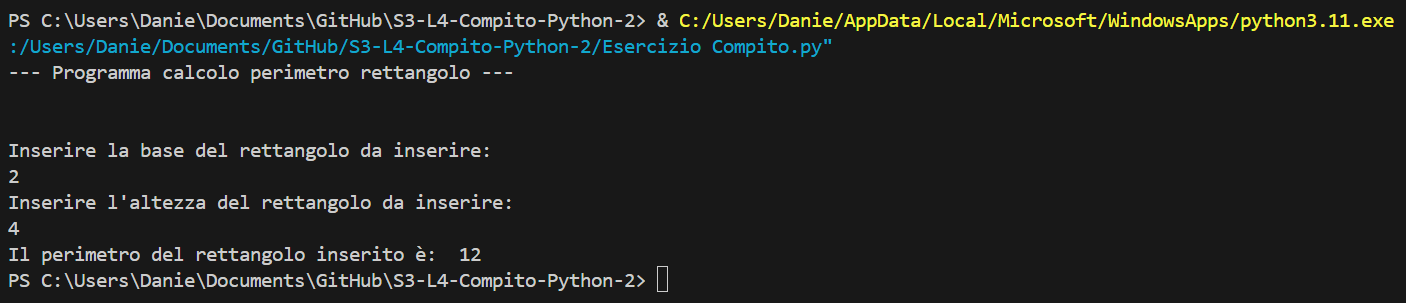 PS C:\Users\Danie\Documents\GitHub\S3-L4-Compito-Python-2> & C:/Users/Danie/AppData/Local/Microsoft/WindowsApps/python3.11.exe
:/Users/Danie/Documents/GitHub/S3-L4-Compito-Python-2/Esercizio Compito.py"
--- Programma calcolo perimetro rettangolo ---
Inserire la base del rettangolo da inserire:
2
Inserire l'altezza del rettangolo da inserire:
4
Il perimetro del rettangolo inserito è:  12
PS C:\Users\Danie\Documents\GitHub\S3-L4-Compito-Python-2>